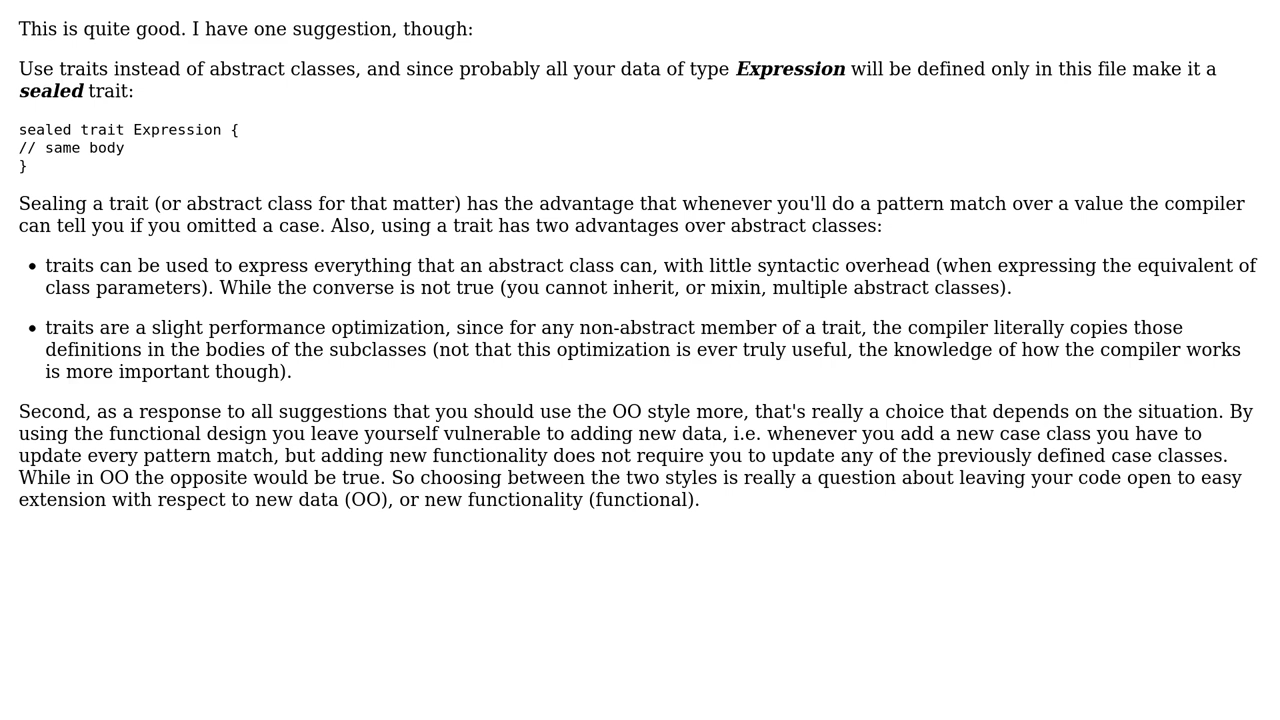 This is quite good. I have one suggestion, though:
Use traits instead of abstract classes, and since probably all your data of type Expression will be defined only in this file make it a
sealed trait:
sealed trait Expression {
// same body
}
Sealing a trait (or abstract class for that matter) has the advantage that whenever you'll do a pattern match over a value the compiler
can tell you if you omitted a case. Also, using a trait has two advantages over abstract classes:
• traits can be used to express everything that an abstract class can, with little syntactic overhead (when expressing the equivalent of
class parameters). While the converse is not true (you cannot inherit, or mixin, multiple abstract classes).
• traits are a slight performance optimization, since for any non-abstract member of a trait, the compiler literally copies those
definitions in the bodies of the subclasses (not that this optimization is ever truly useful, the knowledge of how the compiler works
is more important though).
Second, as a response to all suggestions that you should use the OO style more, that's really a choice that depends on the situation. By
using the functional design you leave yourself vulnerable to adding new data, i.e. whenever you add a new case class you have to
update every pattern match, but adding new functionality does not require you to update any of the previously defined case classes.
While in OO the opposite would be true. So choosing between the two styles is really a question about leaving your code open to easy
extension with respect to new data (OO), or new functionality (functional).